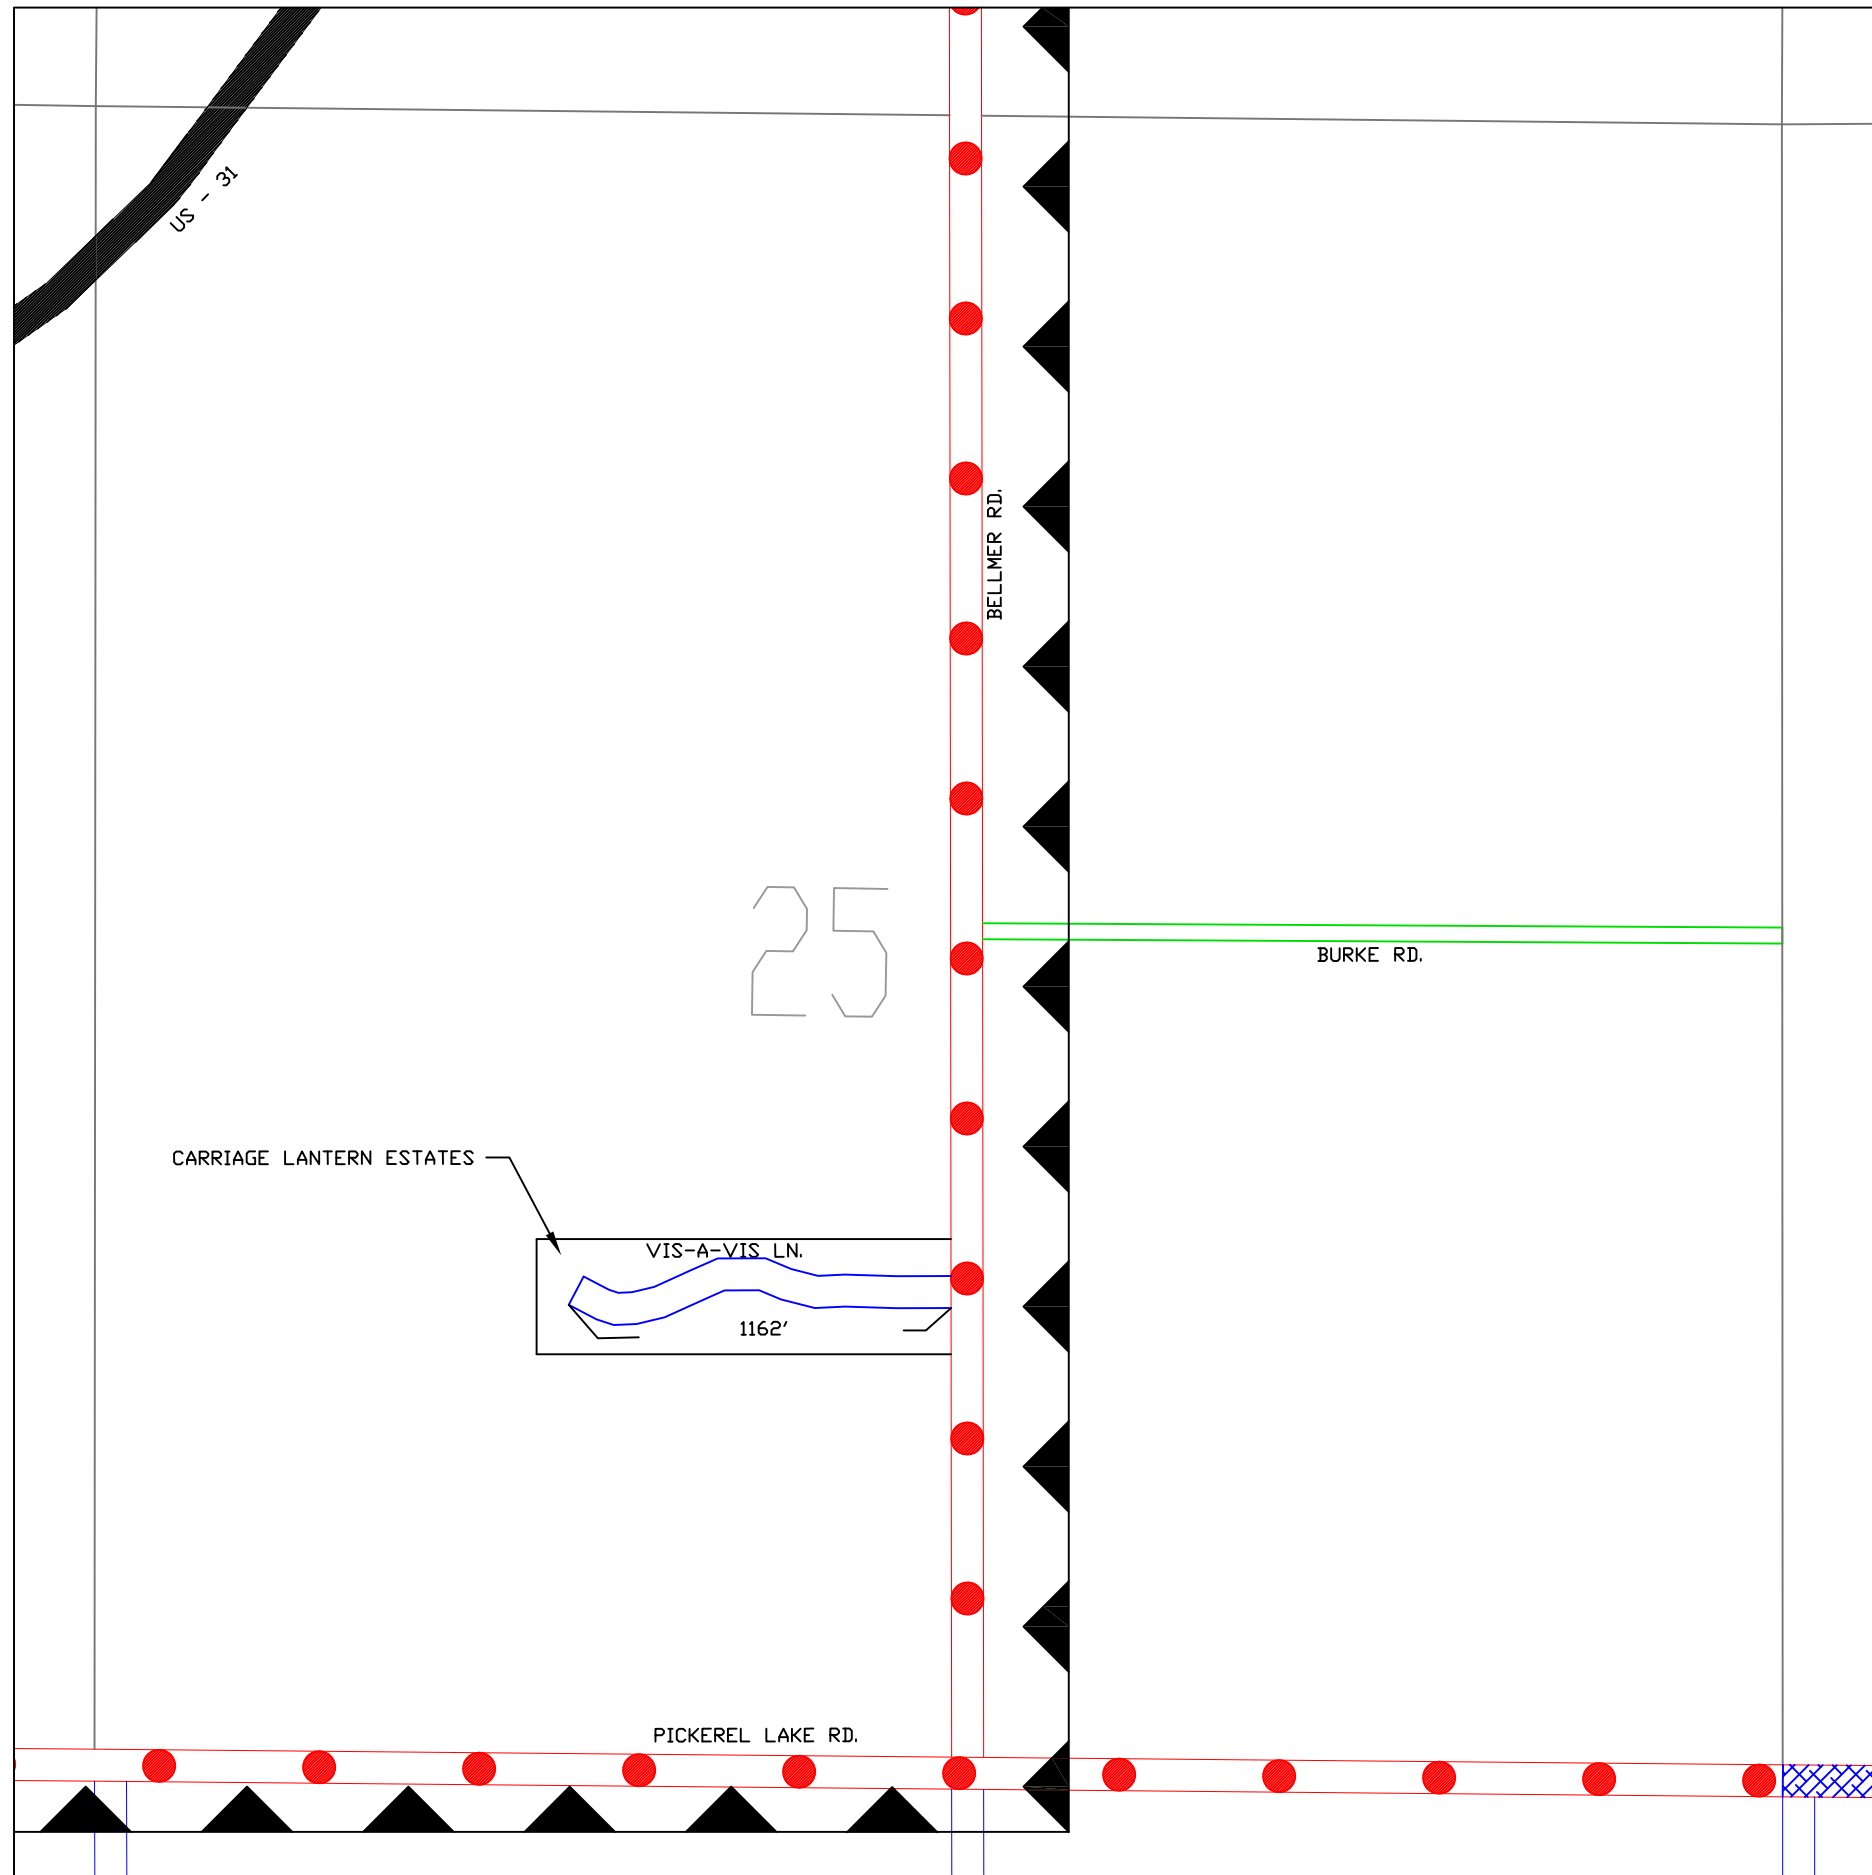 US - 31
BELLMER RD.
25
BURKE RD.
CARRIAGE LANTERN ESTATES
VIS-A-VIS LN.
1162'
PICKEREL LAKE RD.